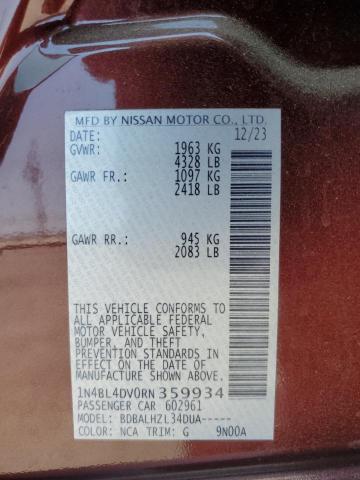 MFD BY NISSAN MOTOR CO., LTD.
DATE: 12/23
GVWR: 1963 KG
4328 LB
GAWR FR.: 1097 KG
2418 LB
GAWR RR.: 945 KG
2083 LB
THIS VEHICLE CONFORMS TO
ALL APPLICABLE FEDERAL
MOTOR VEHICLE SAFETY,
BUMPER, AND THEFT
PREVENTION STANDARDS IN
EFFECT ON THE DATE OF
MANUFACTURE SHOWN ABOVE.
1N4BL4DV0RN359934
PASSENGER CAR 602961
MODEL: BDBALHZL34DUA-----
COLOR: NCA TRIM: G 9N00A